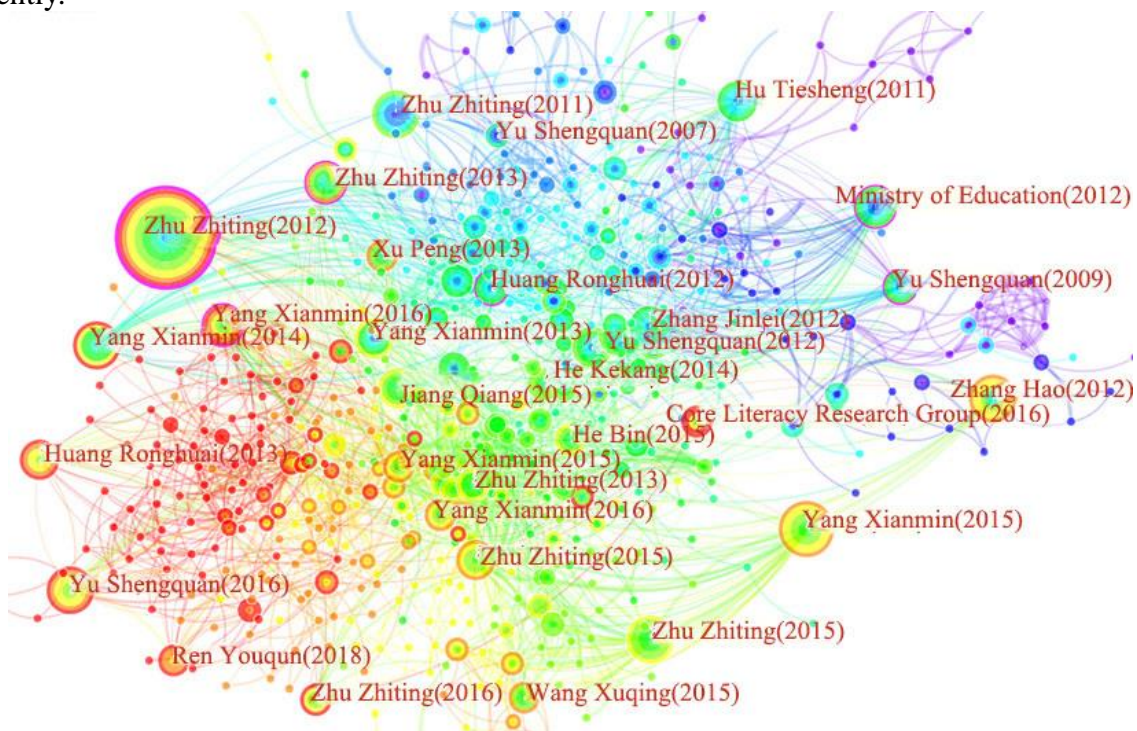 entry.
Zhu Zhiting(2011)
Hu Tiesheng(2011)
Yu Shengquan(2007)
Zhu Zhiting(2013)
Ministry of Education(2012)
Zhu Zhiting(2012)
Xu Peng(2013)
Huang Ronghuai(2012)
Yu Shengquan(2009)
Yang Xianmin(2016)
Yang Xianmin(2014)
Yang Xianmin(2013)
Zhang Jinlei(2012)
Yu Shengquan(2012)
He Kekang(2014)
Jiang Qiang(2015)
Zhang Hao(2012)
Core Literacy Research Group(2016)
He Bin(2015)
Huang Ronghuai(2013)
Yang Xianmin(2015)
Zhu Zhiting(2013)
Yang Xianmin(2016)
Yang Xianmin(2015)
Zhu Zhiting(2015)
Yu Shengquan(2016)
Zhu Zhiting(2015)
Ren Youqun(2018)
Zhu Zhiting(2016)
Wang Xuqing(2015)